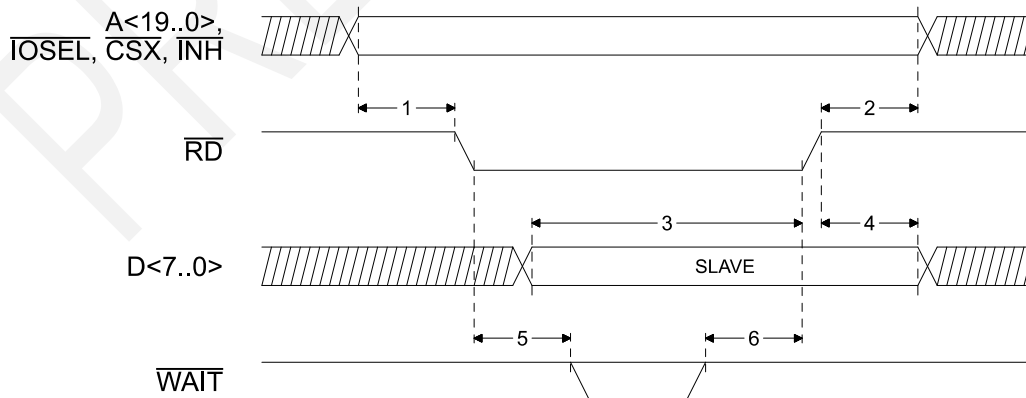 A<19..0>,
IOSEL, CSX, INH
1
2
RD
3
4
D<7..0>
SLAVE
5
6
WAIT